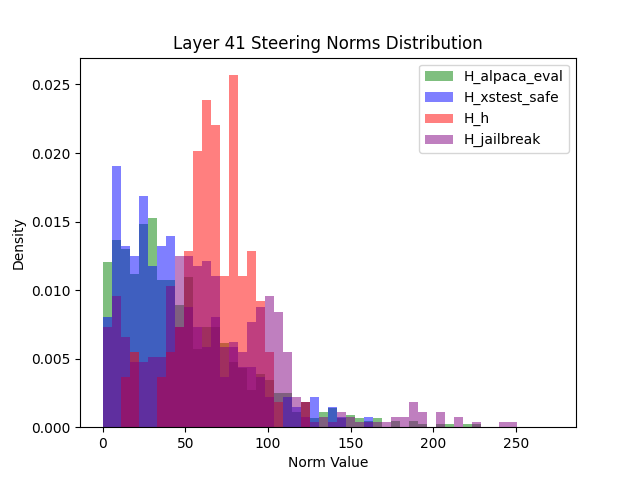 Layer 41 Steering Norms Distribution
H_alpaca_eval
H_xstest_safe
H_h
H_jailbreak
0.025
0.020
0.015
0.010
0.005
0.000
Density
0
50
100
150
200
250
Norm Value